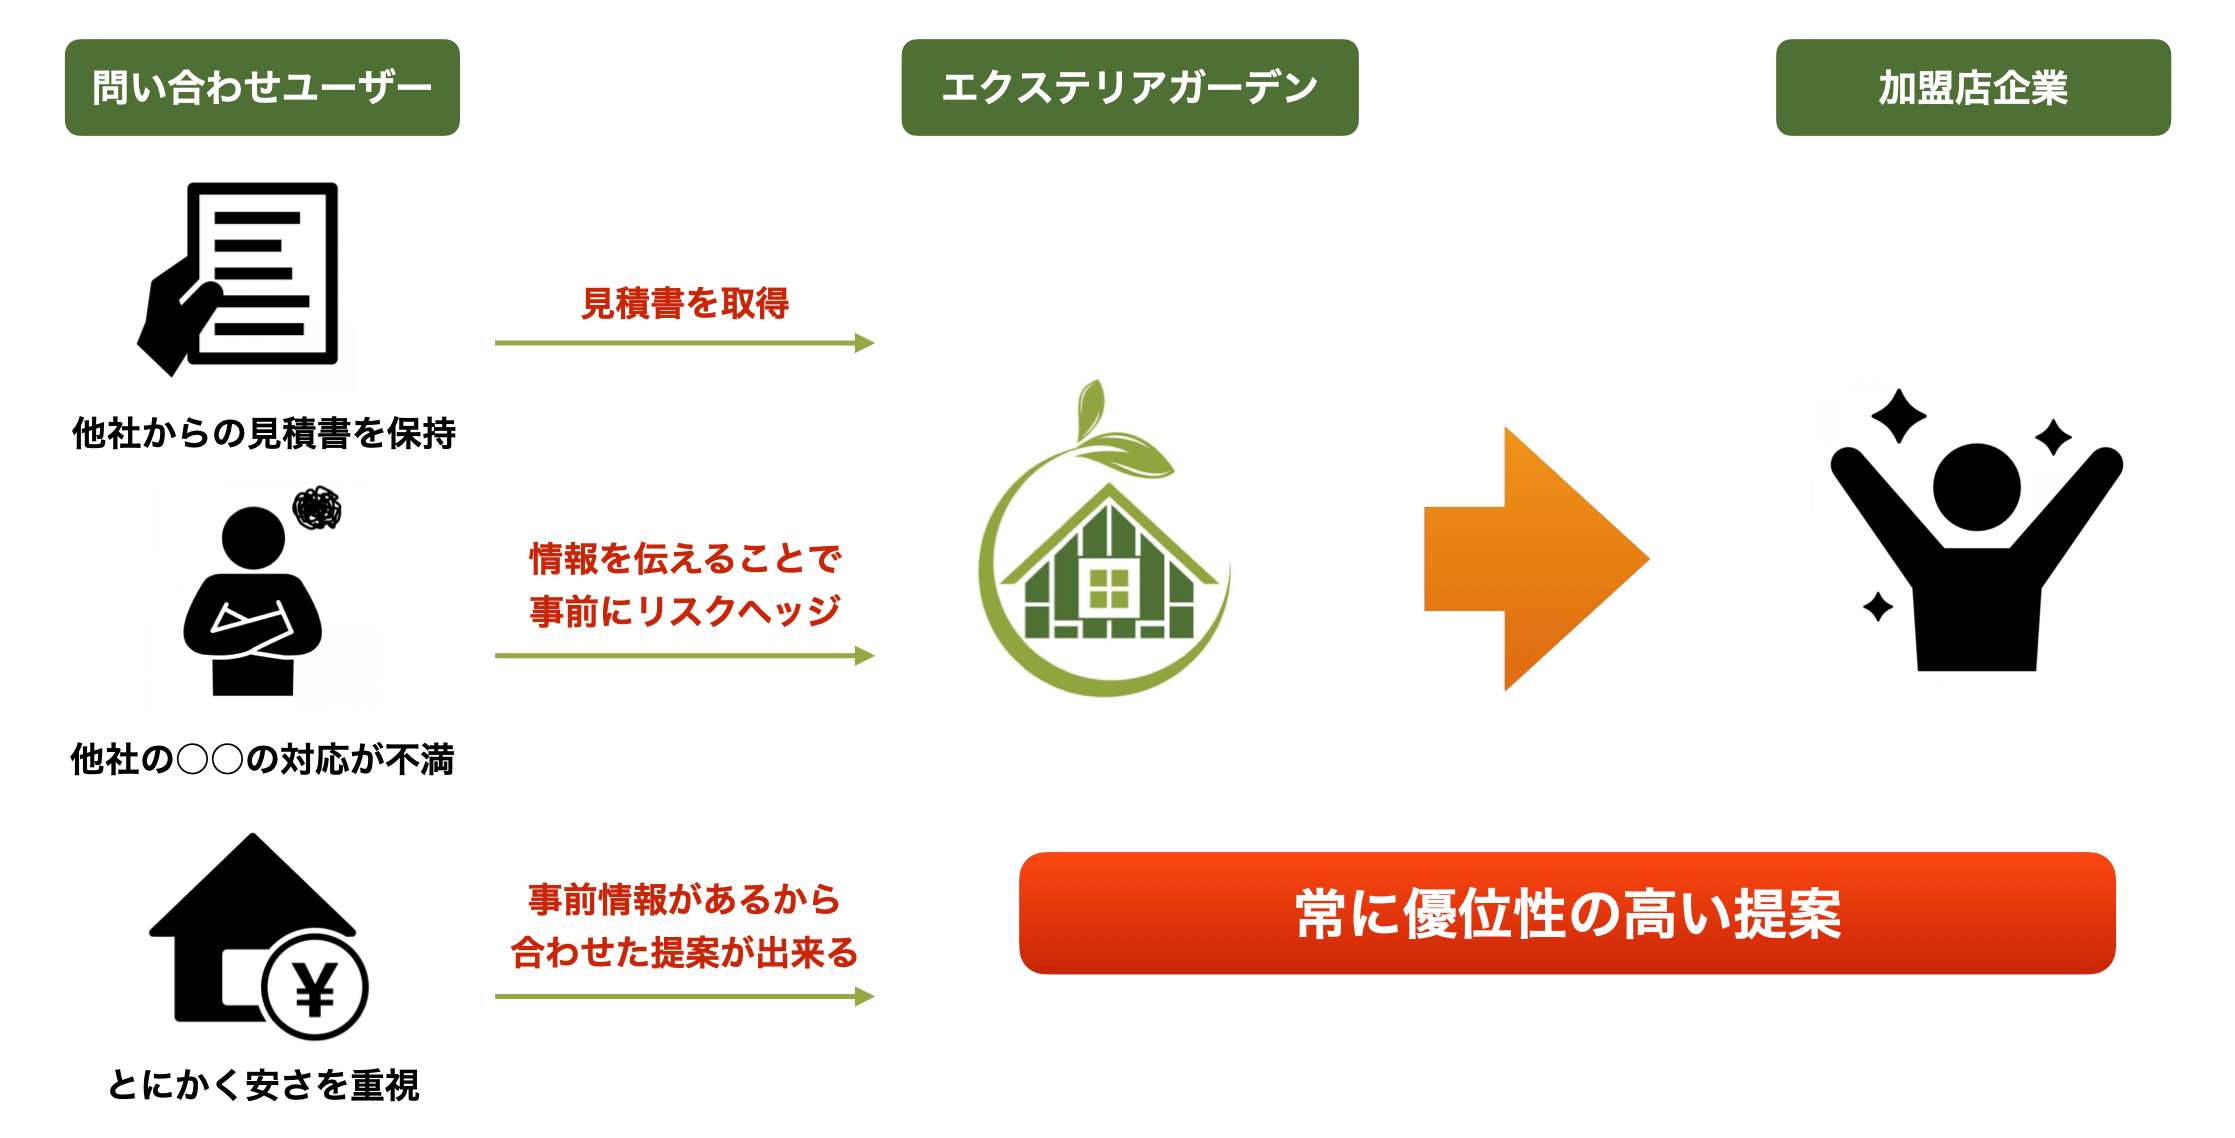 問い合わせユーザー
エクステリアガーデン
加盟店企業
見積書を取得
他社からの見積書を保持
情報を伝えることで
事前にリスクヘッジ
他社の○○の対応が不満
事前情報があるから
合わせた提案が出来る
常に優位性の高い提案
¥
とにかく安さを重視